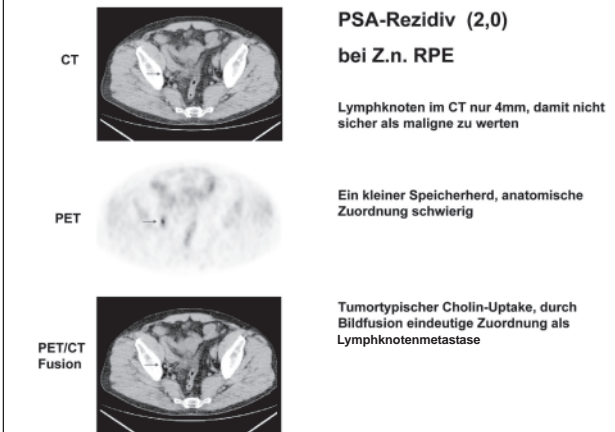 CT
PSA-Rezidiv (2,0)
bei Z.n. RPE
Lymphknoten im CT nur 4mm, damit nicht
sicher als maligne zu werten
PET
Ein kleiner Speicherherd, anatomische
Zuordnung schwierig
PET/CT
Fusion
Tumortypischer Cholin-Uptake, durch
Bildfusion eindeutige Zuordnung als
Lymphknotenmetastase